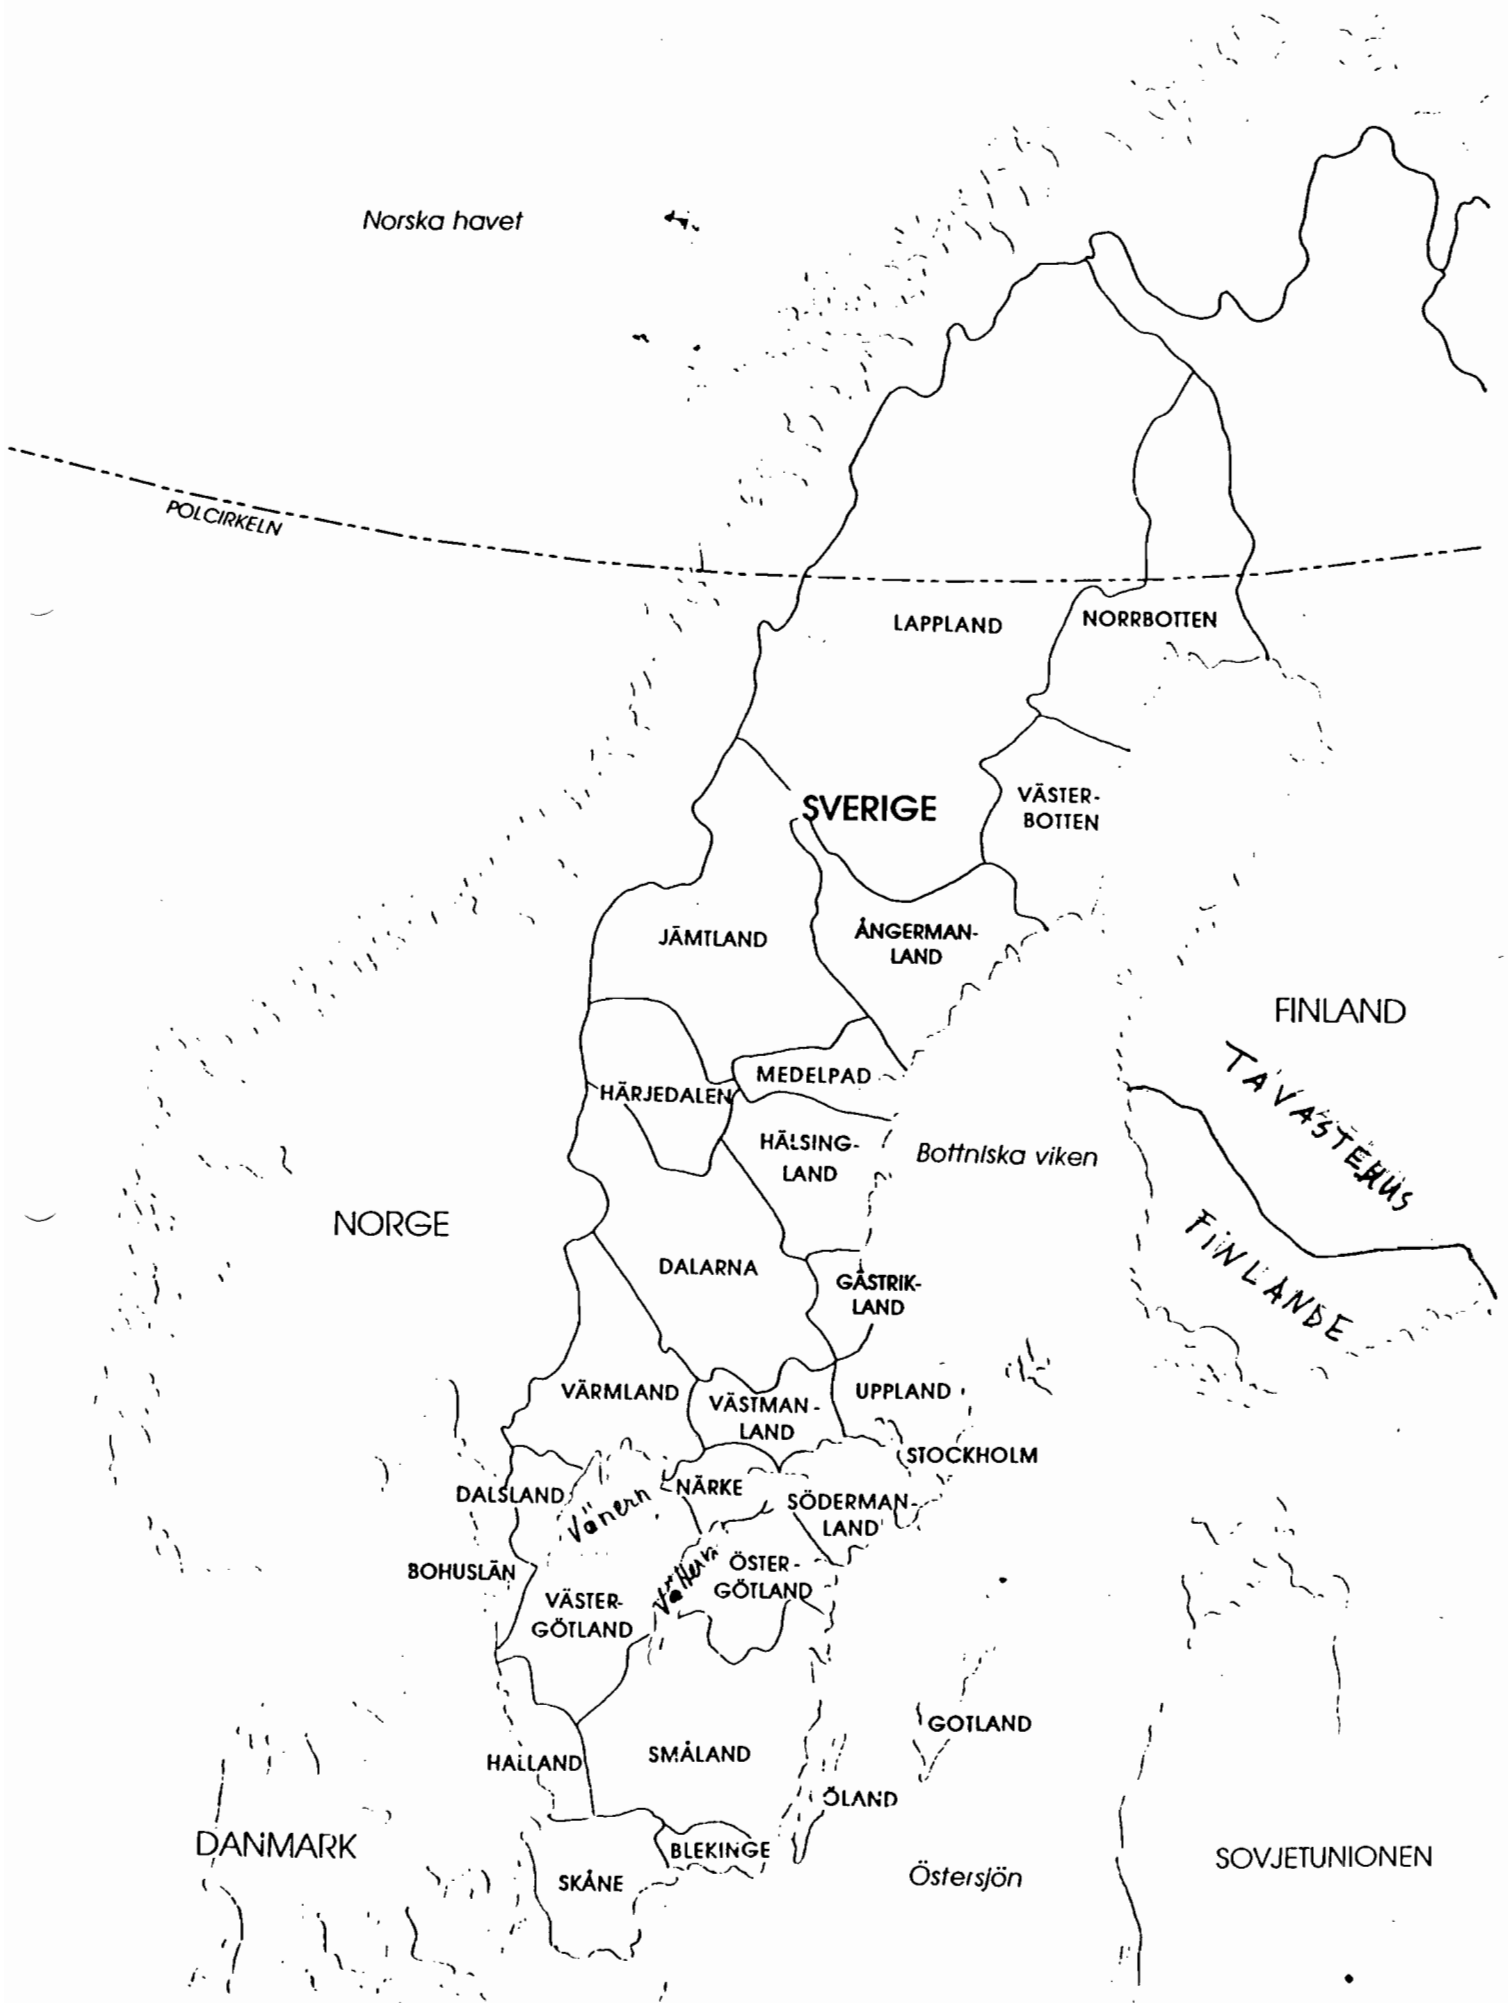 Norska havet
POLCIRKELN
LAPPLAND
NORRBOTTEN
SVERIGE
VÄSTER-
BOTTEN
JÄMTLAND
ÅNGERMAN-
LAND
FINLAND
TAVASTEHUS
MEDELPAD
HÄRJEDALEN
HÄLSING-
LAND
Bottniska viken
NORGE
FINLANDE
DALARNA
GÄSTRIK-
LAND
VÄRMLAND
VÄSTMAN-
LAND
UPPLAND
STOCKHOLM
DALSLAND
Vänern
NÄRKE
SÖDERMAN-
LAND
BOHUSLÄN
Vättern
ÖSTER-
GÖTLAND
VÄSTER-
GÖTLAND
GOTLAND
HALLAND
SMÅLAND
ÖLAND
DANMARK
BLEKINGE
SKÅNE
Östersjön
SOVJETUNIONEN